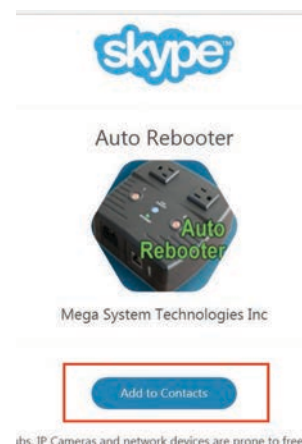 skype
Auto Rebooter
Auto
Rebooter
Mega System Technologies Inc
Add to Contacts
IP Cameras and network devices are prone to